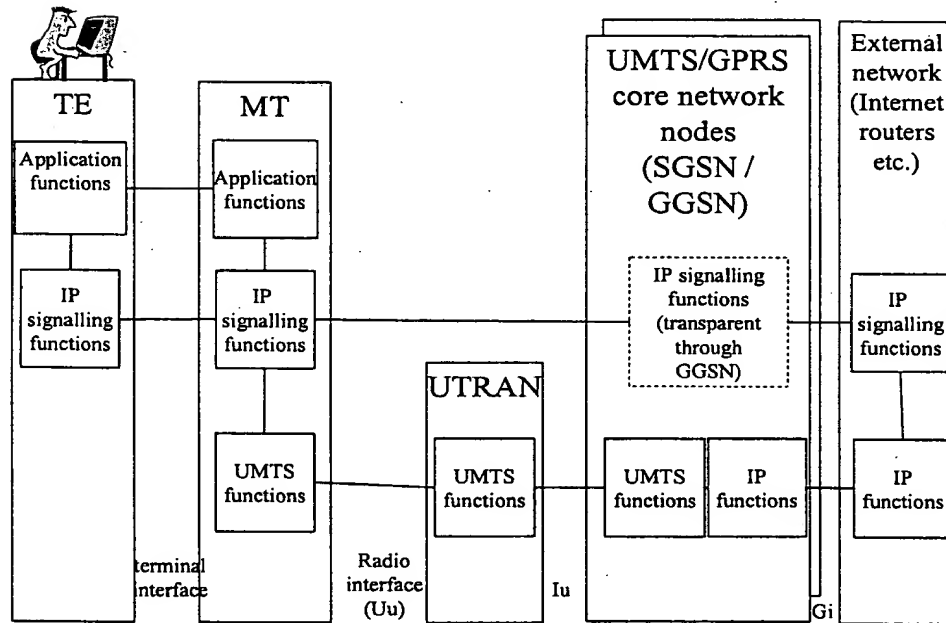 TE
Application
functions
IP
signalling
functions
terminal
interface
MT
Application
functions
IP
signalling
functions
UMTS
functions
Radio
interface
(Uu)
UTRAN
UMTS
functions
Iu
UMTS/GPRS
core network
nodes
(SGSN /
GGSN)
IP signalling
functions
(transparent
through
GGSN)
UMTS
functions
IP
functions
Gi
External
network
(Internet
routers
etc.)
IP
signalling
functions
IP
functions